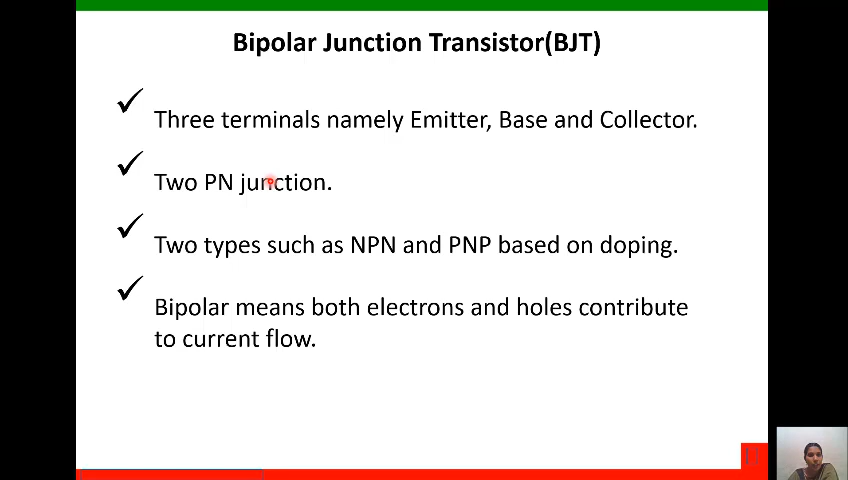 Bipolar Junction Transistor(BJT)
Three terminals namely Emitter, Base and Collector.
Two PN junction.
Two types such as NPN and PNP based on doping.
Bipolar means both electrons and holes contribute
to current flow.